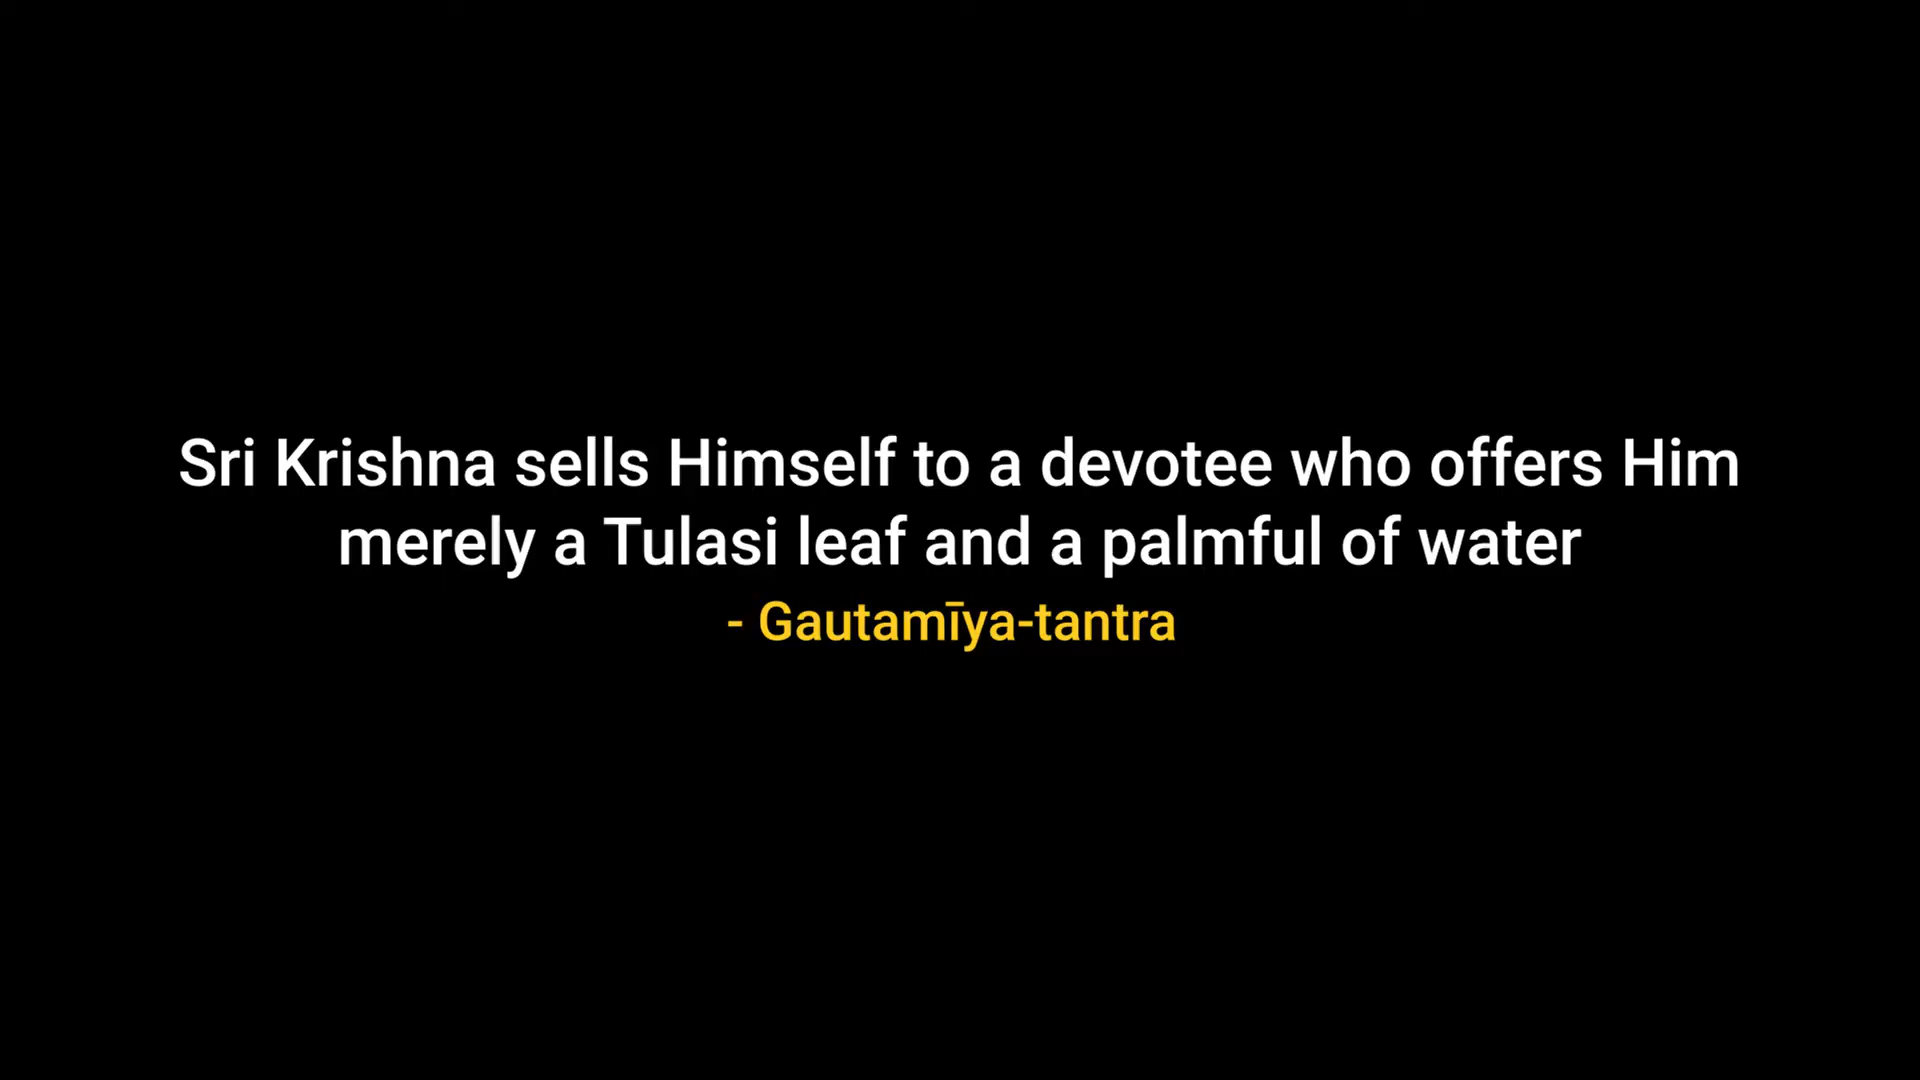 Sri Krishna sells Himself to a devotee who offers Him
merely a Tulasi leaf and a palmful of water
- Gautamīya-tantra